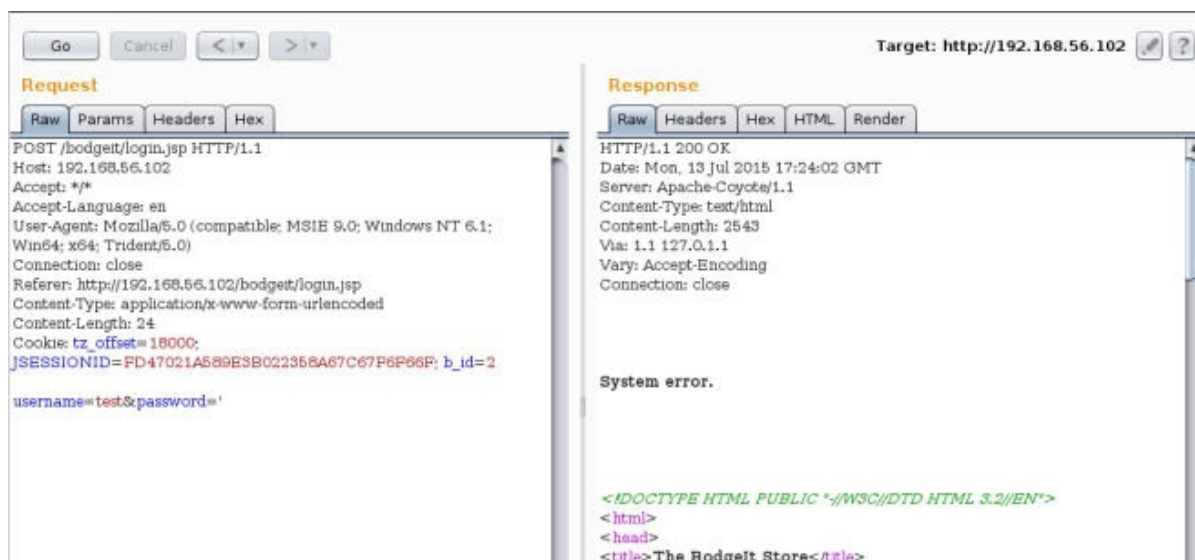 Go Cancel < > Target: http://192.168.56.102 ?
Request
Raw Params Headers Hex
POST /bodgeit/login.jsp HTTP/1.1
Host: 192.168.56.102
Accept: */*
Accept-Language: en
User-Agent: Mozilla/5.0 (compatible; MSIE 9.0; Windows NT 6.1;
Win64; x64; Trident/5.0)
Connection: close
Referer: http://192.168.56.102/bodgeit/login.jsp
Content-Type: application/x-www-form-urlencoded
Content-Length: 24
Cookie: tz_offset=18000;
JSESSIONID=FD47021A589E3B022358A67C67F6F66F; b_id=2
username=test&password='
Response
Raw Headers Hex HTML Render
HTTP/1.1 200 OK
Date: Mon, 13 Jul 2015 17:24:02 GMT
Server: Apache-Coyote/1.1
Content-Type: text/html
Content-Length: 2543
Via: 1.1 127.0.1.1
Vary: Accept-Encoding
Connection: close
System error.
<!DOCTYPE HTML PUBLIC "-//W3C//DTD HTML 3.2//EN">
<html>
<head>
<title>The BodgeIt Store</title>